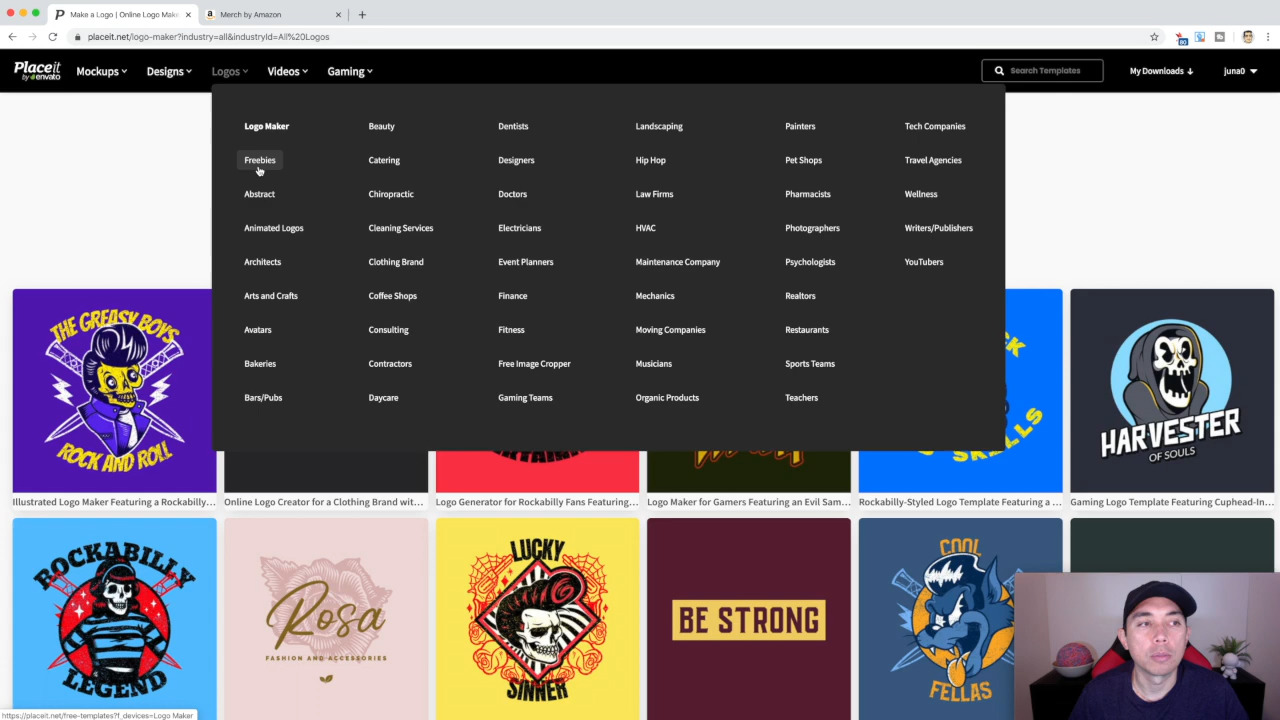 Make a Logo | Online Logo Make
Merch by Amazon
placeit.net/logo-maker?industry=all&industryId=All%20Logos
Placeit
by envato
Mockups
Designs
Logos
Videos
Gaming
Search Templates
My Downloads
juna0
Logo Maker
Freebies
Abstract
Animated Logos
Architects
Arts and Crafts
Avatars
Bakeries
Bars/Pubs
Beauty
Catering
Chiropractic
Cleaning Services
Clothing Brand
Coffee Shops
Consulting
Contractors
Daycare
Dentists
Designers
Doctors
Electricians
Event Planners
Finance
Fitness
Free Image Cropper
Gaming Teams
Landscaping
Hip Hop
Law Firms
HVAC
Maintenance Company
Mechanics
Moving Companies
Musicians
Organic Products
Painters
Pet Shops
Pharmacists
Photographers
Psychologists
Realtors
Restaurants
Sports Teams
Teachers
Tech Companies
Travel Agencies
Wellness
Writers/Publishers
YouTubers
THE GREASY BOYS
ROCK AND ROLL
HARVESTER
OF SOULS
Illustrated Logo Maker Featuring a Rockabilly...
Online Logo Creator for a Clothing Brand wit...
Logo Generator for Rockabilly Fans Featuring...
Logo Maker for Gamers Featuring an Evil Sam...
Rockabilly-Styled Logo Template Featuring a ...
Gaming Logo Template Featuring Cuphead-In...
ROCKABILLY
LEGEND
Rosa
FASHION AND ACCESSORIES
LUCKY
SINNER
BE STRONG
COOL
FELLAS
https://placeit.net/free-templates?f_devices=Logo Maker